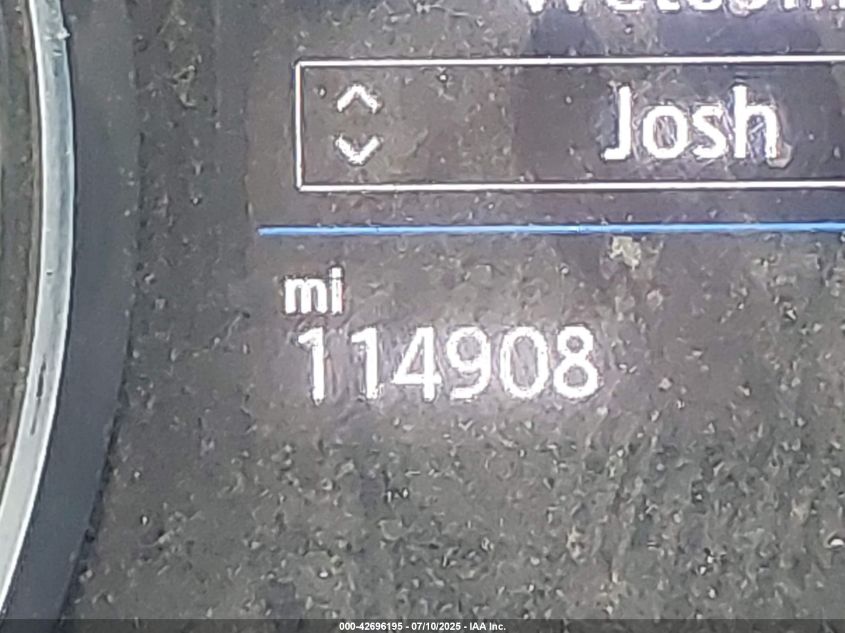 Josh
mi
114908
000-42696195 - 07/10/2025 - IAA Inc.